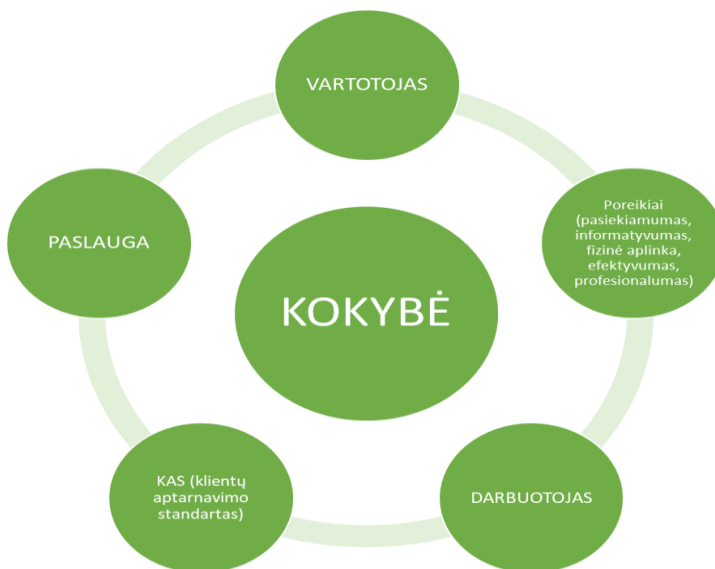 VARTOTOJAS
Poreikiai
(pasiekiamumas,
informatyvumas,
fizinė aplinka,
efektyvumas,
profesionalumas)
DARBUOTOJAS
KAS (klientų
aptarnavimo
standartas)
PASLAUGA
KOKYBĖ